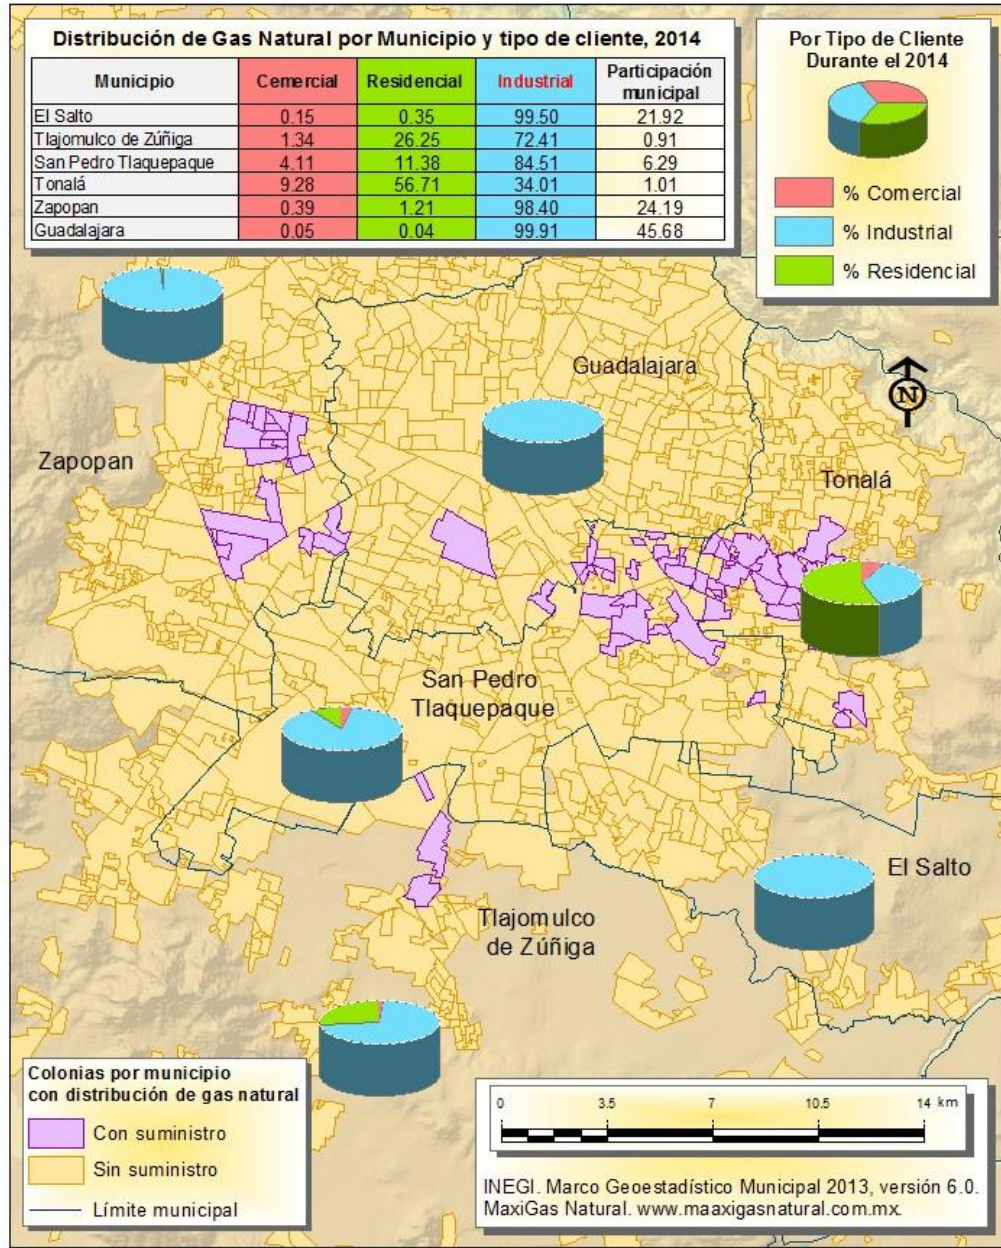 Distribución de Gas Natural por Municipio y tipo de cliente, 2014
Municipio Comercial Residencial Industrial Participación municipal
El Salto 0.15 0.35 99.50 21.92
Tlajomulco de Zúñiga 1.34 26.25 72.41 0.91
San Pedro Tlaquepaque 4.11 11.38 84.51 6.29
Tonalá 9.28 56.71 34.01 1.01
Zapopan 0.39 1.21 98.40 24.19
Guadalajara 0.05 0.04 99.91 45.68
Por Tipo de Cliente
Durante el 2014
% Comercial
% Industrial
% Residencial
Guadalajara
N
Zapopan
Tonalá
San Pedro
Tlaquepaque
El Salto
Tlajomulco
de Zúñiga
Colonias por municipio
con distribución de gas natural
Con suministro
Sin suministro
Límite municipal
0 3.5 7 10.5 14 km
INEGI. Marco Geoestadístico Municipal 2013, versión 6.0.
MaxiGas Natural. www.maaxigasnatural.com.mx.